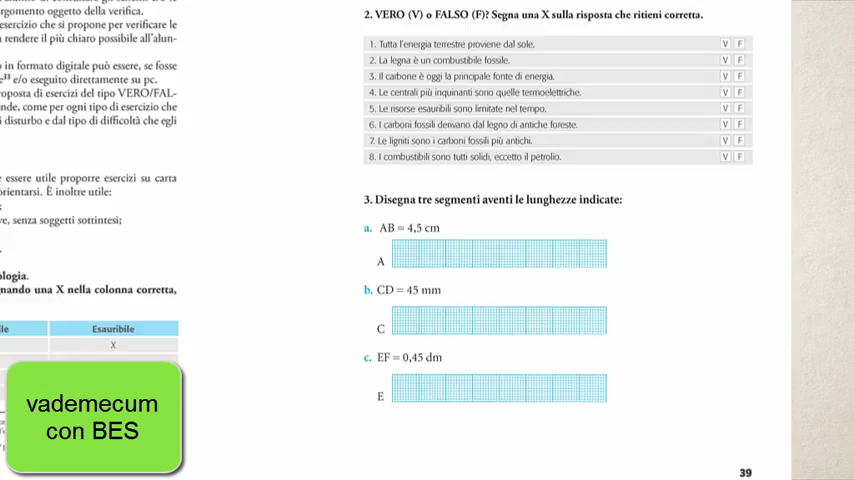 rgomento oggetto della verifica.
esercizio che si propone per verificare le
rendere il più chiaro possibile all'alun-
in formato digitale può essere, se fosse
e/o eseguito direttamente su pc.
oposta di esercizi del tipo VERO/FAL-
nde, come per ogni tipo di esercizio che
disturbo e dal tipo di difficoltà che egli
essere utile proporre esercizi su carta
orientarsi. È inoltre utile:
ve, senza soggetti sottintesi;
ologia.
nando una X nella colonna corretta,
ile Esauribile
X
vademecum
con BES
2. VERO (V) o FALSO (F)? Segna una X sulla risposta che ritieni corretta.
1. Tutta l'energia terrestre proviene dal sole. V F
2. La legna è un combustibile fossile. V F
3. Il carbone è oggi la principale fonte di energia. V F
4. Le centrali più inquinanti sono quelle termoelettriche. V F
5. Le risorse esauribili sono limitate nel tempo. V F
6. I carboni fossili derivano dal legno di antiche foreste. V F
7. Le ligniti sono i carboni fossili più antichi. V F
8. I combustibili sono tutti solidi, eccetto il petrolio. V F
3. Disegna tre segmenti aventi le lunghezze indicate:
a. AB = 4,5 cm
A
b. CD = 45 mm
C
c. EF = 0,45 dm
E
39